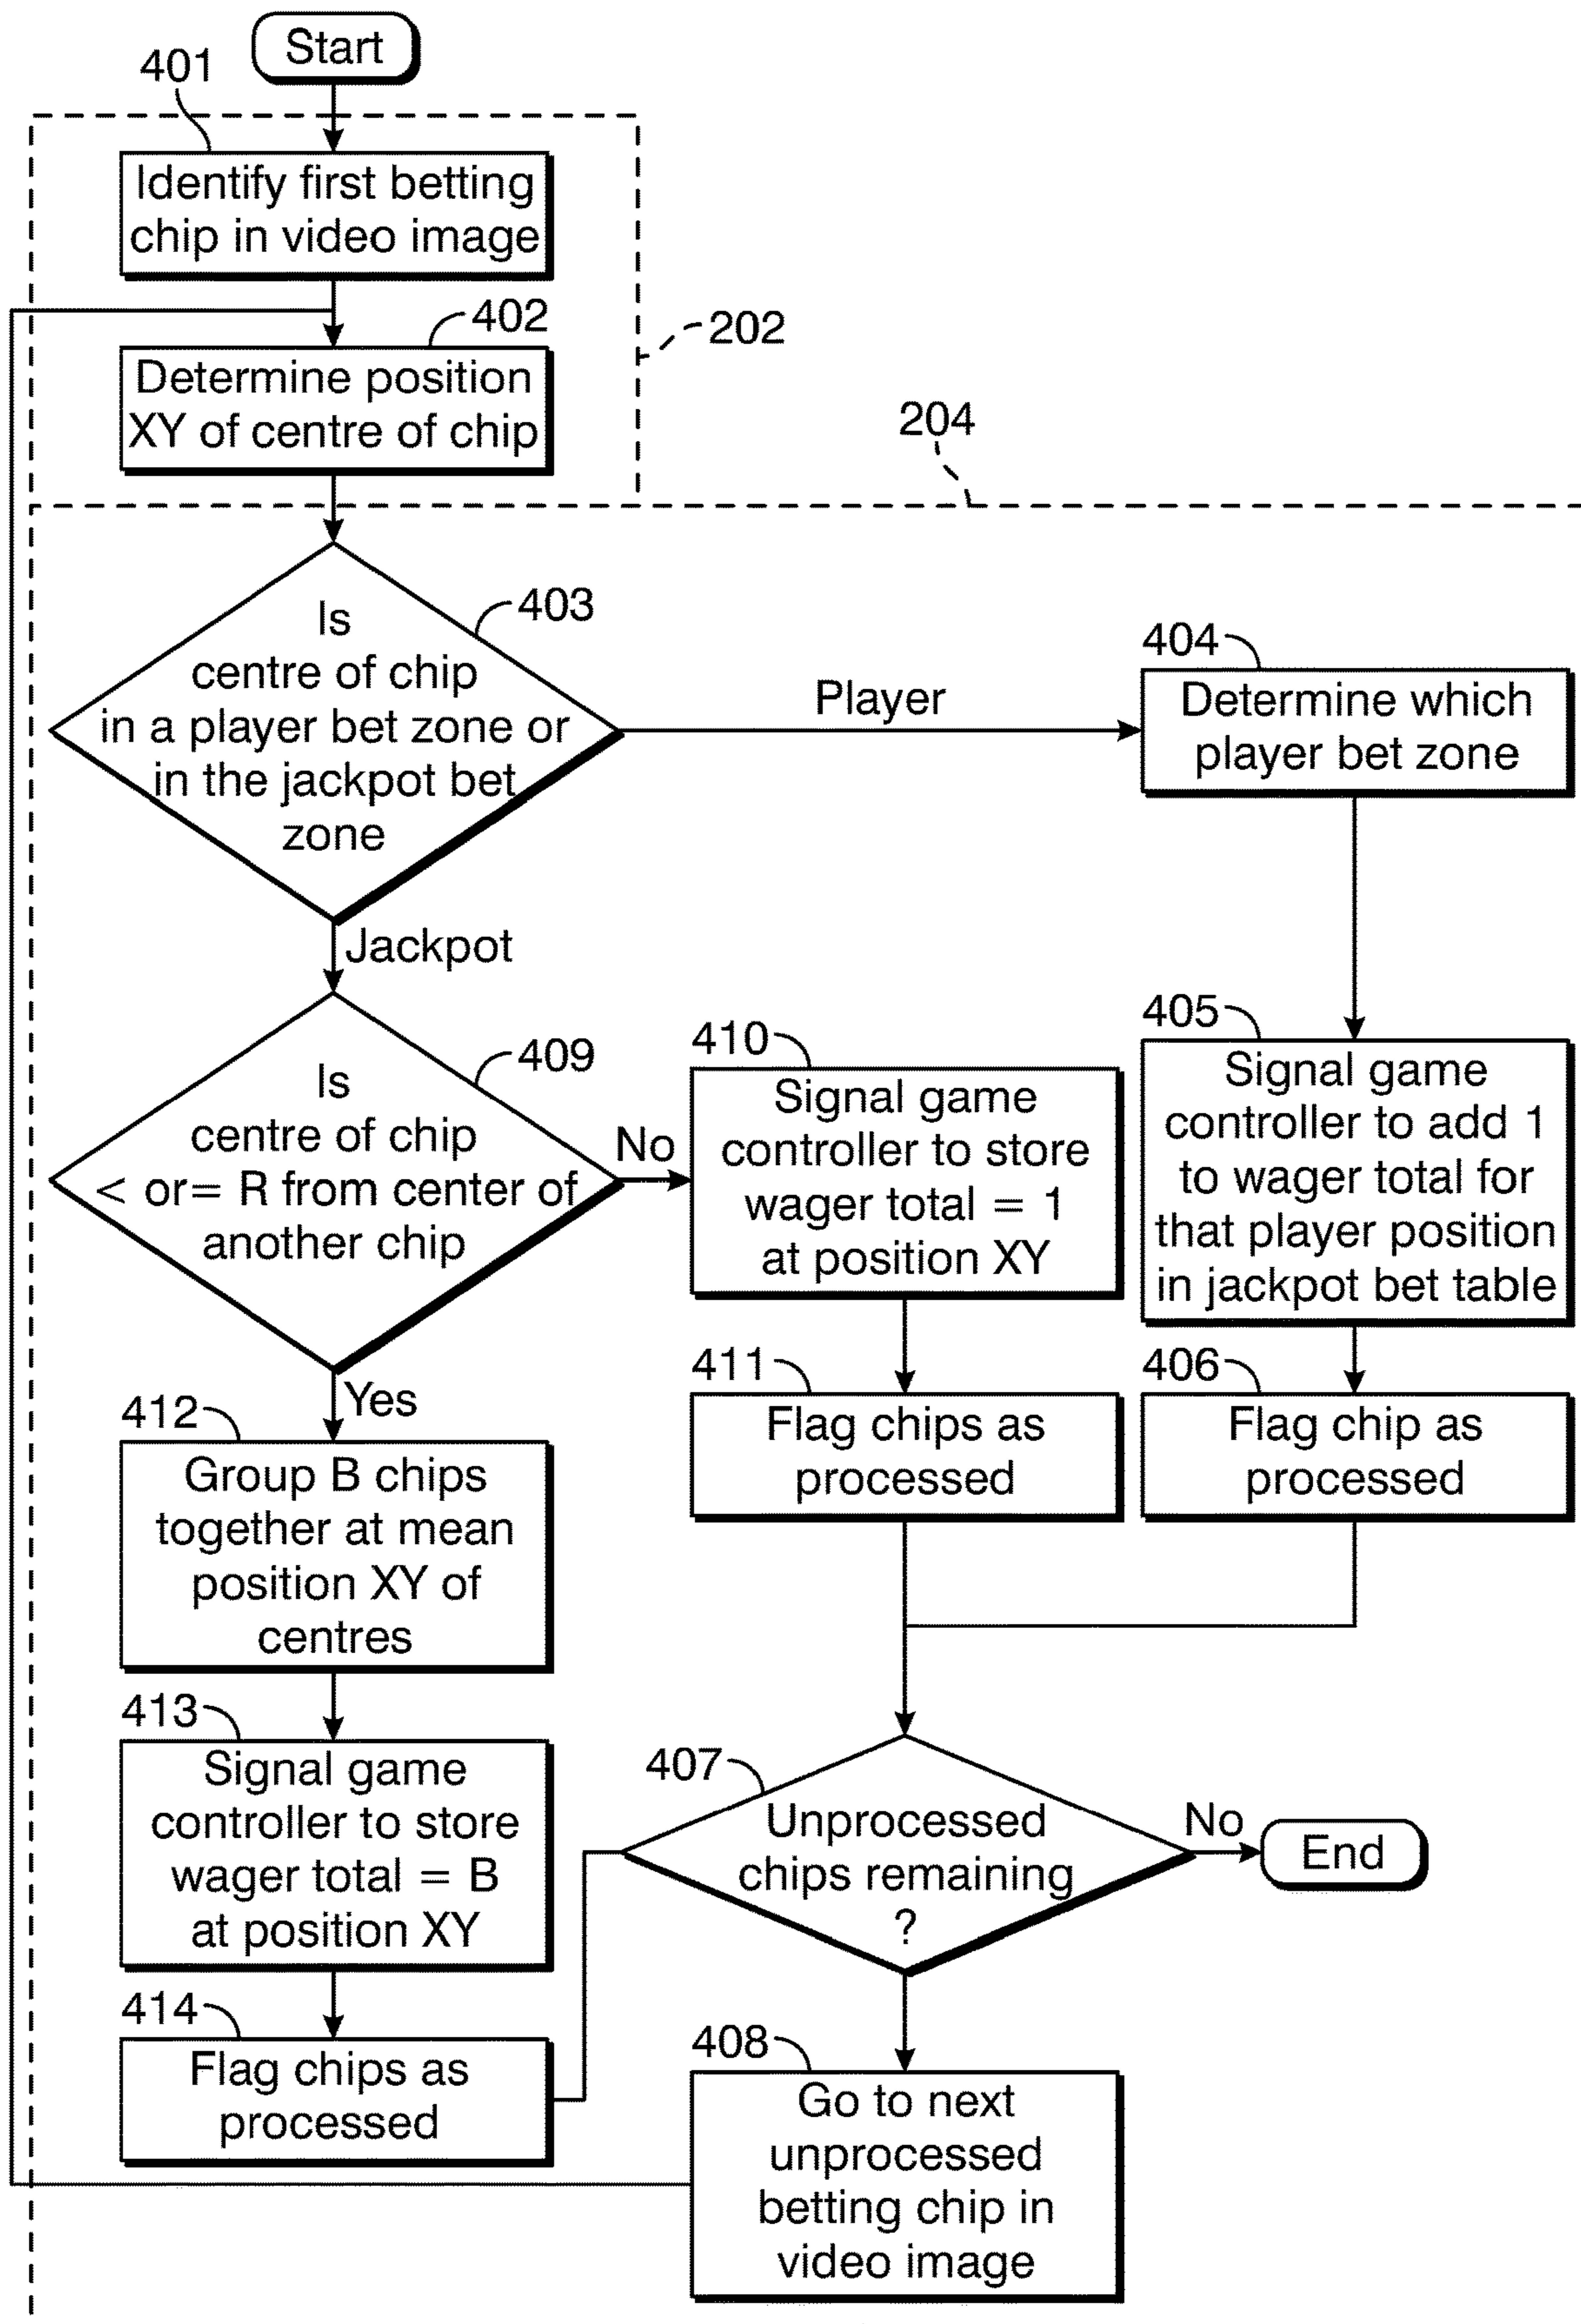 Start
401
Identify first betting
chip in video image
402
202
Determine position
XY of centre of chip
204
403
Is
centre of chip
in a player bet zone or
in the jackpot bet
zone
Player
404
Determine which
player bet zone
Jackpot
409
Is
centre of chip
< or= R from center of
another chip
No
410
Signal game
controller to store
wager total = 1
at position XY
405
Signal game
controller to add 1
to wager total for
that player position
in jackpot bet table
411
Flag chips as
processed
406
Flag chip as
processed
Yes
412
Group B chips
together at mean
position XY of
centres
413
Signal game
controller to store
wager total = B
at position XY
407
Unprocessed
chips remaining
?
No
End
414
Flag chips as
processed
408
Go to next
unprocessed
betting chip in
video image